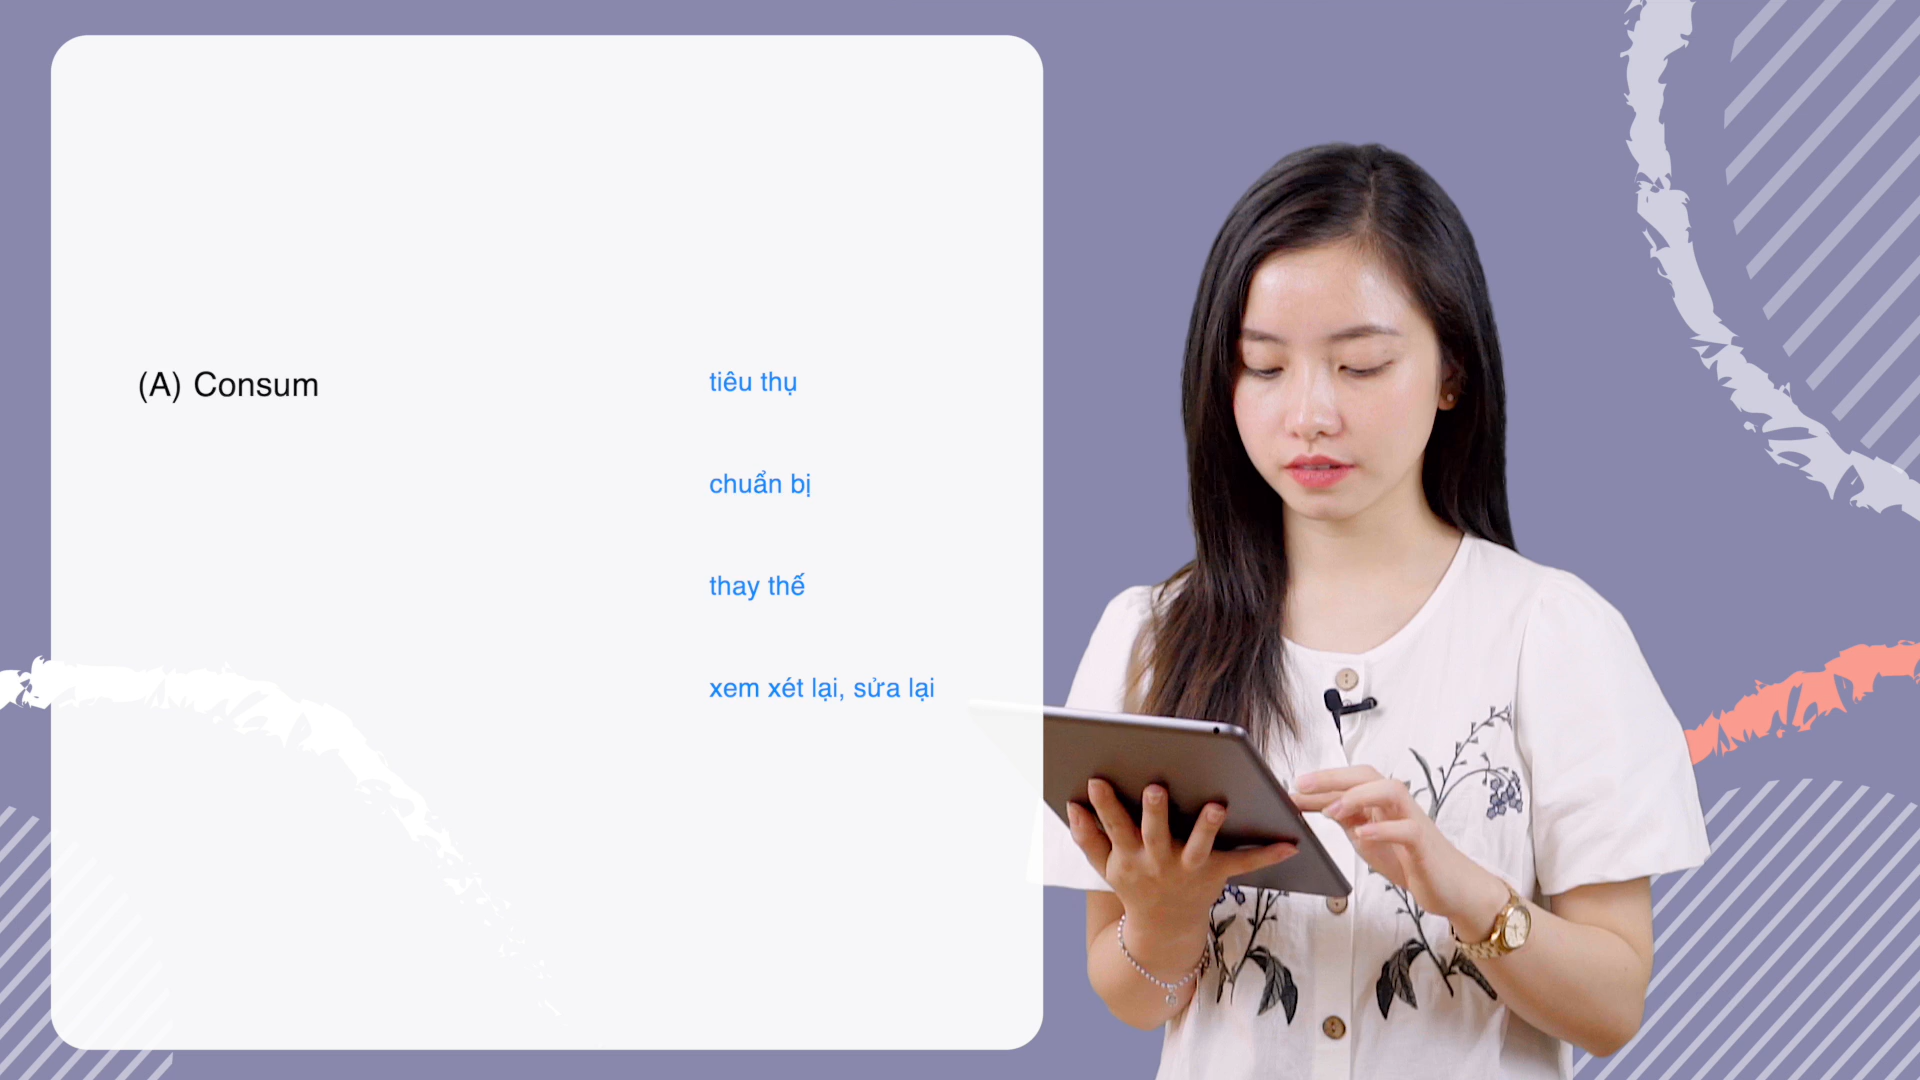 (A) Consum
tiêu thụ
chuẩn bị
thay thế
xem xét lại, sửa lại